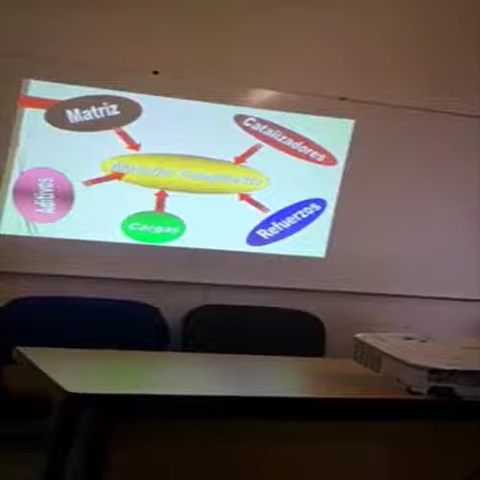 Matriz
Catalizadores
Aditivos
Cargas
Refuerzos